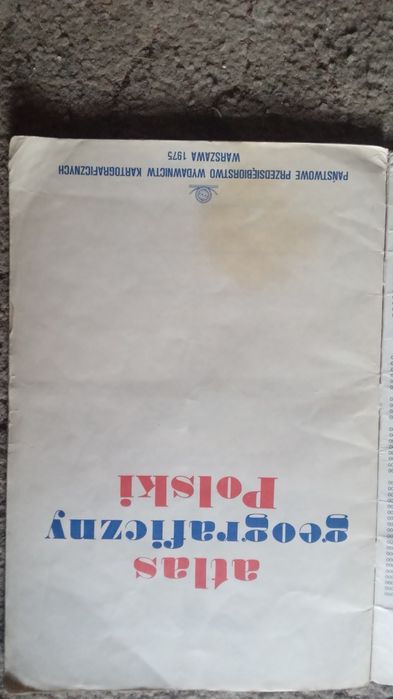 atlas
geograficzny
Polski
PAŃSTWOWE PRZEDSIĘBIORSTWO WYDAWNICTW KARTOGRAFICZNYCH
WARSZAWA 1975